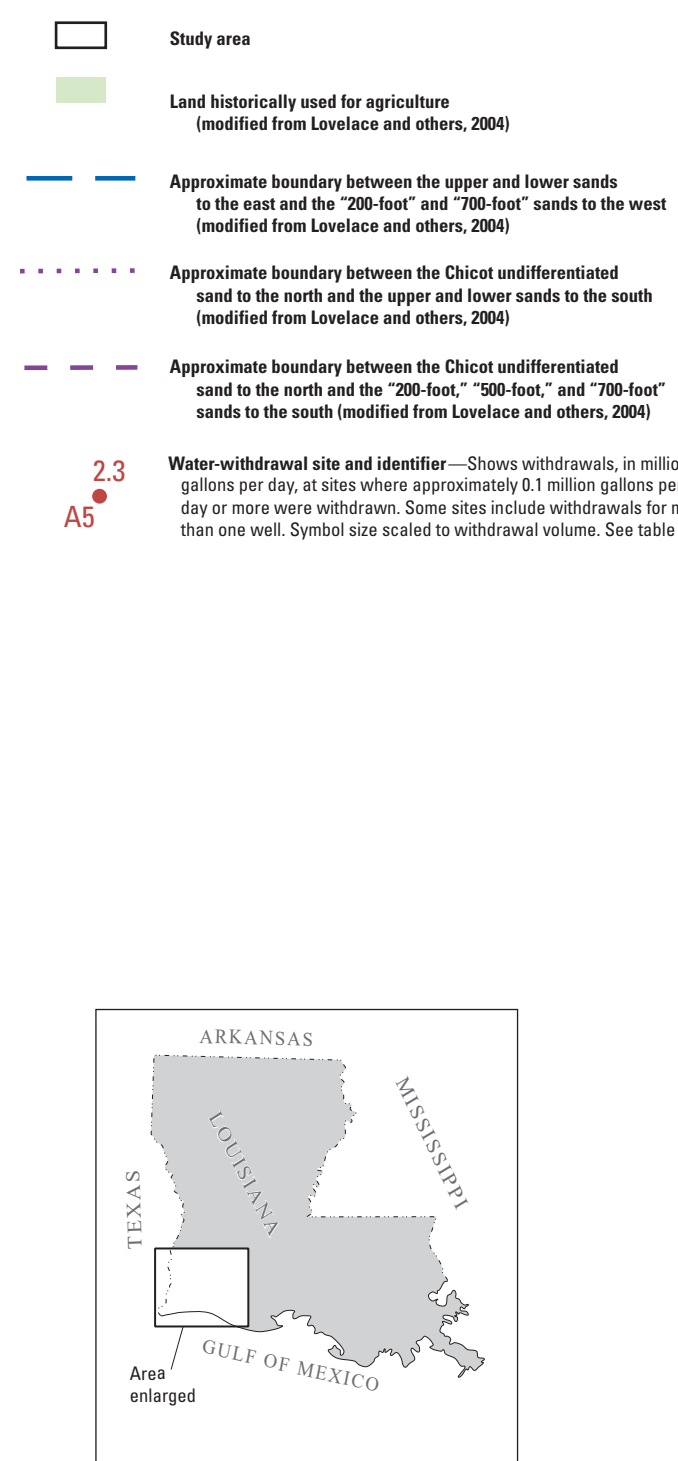 Study area
Land historically used for agriculture
(modified from Lovelace and others, 2004)
Approximate boundary between the upper and lower sands
to the east and the “200-foot” and “700-foot” sands to the west
(modified from Lovelace and others, 2004)
Approximate boundary between the Chicot undifferentiated
sand to the north and the upper and lower sands to the south
(modified from Lovelace and others, 2004)
Approximate boundary between the Chicot undifferentiated
sand to the north and the “200-foot,” “500-foot,” and “700-foot”
sands to the south (modified from Lovelace and others, 2004)
2.3
A5
Water-withdrawal site and identifier—Shows withdrawals, in
gallons per day, at sites where approximately 0.1 million gallons
day or more were withdrawn. Some sites include withdrawals for
than one well. Symbol size scaled to withdrawal volume. See table
ARKANSAS
MISSISSIPPI
LOUISIANA
TEXAS
GULF OF MEXICO
Area
enlarged